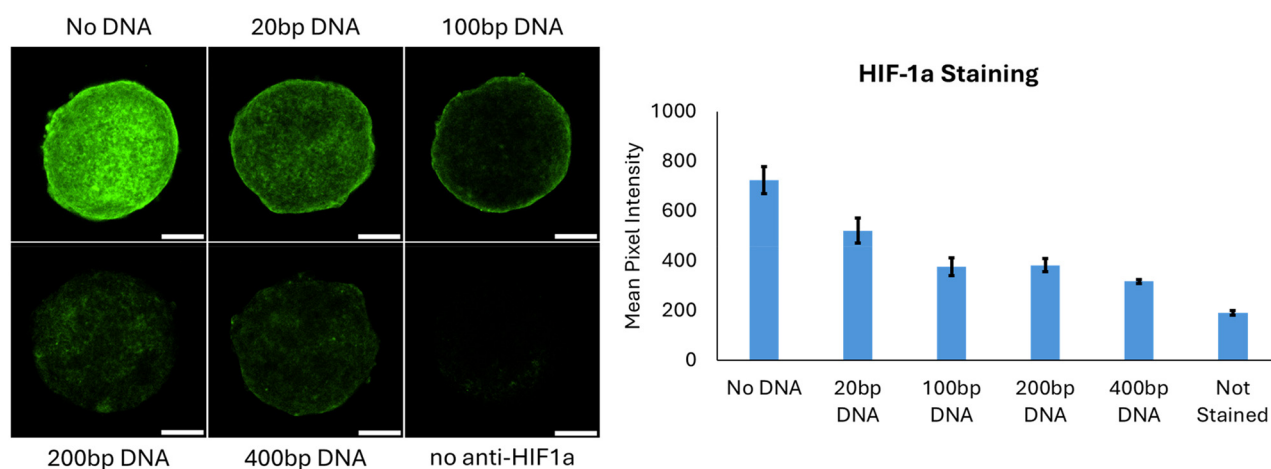 No DNA 20bp DNA 100bp DNA
200bp DNA 400bp DNA no anti-HIF1a
HIF-1a Staining
Mean Pixel Intensity
1000
800
600
400
200
0
No DNA 20bp DNA 100bp DNA 200bp DNA 400bp DNA Not Stained